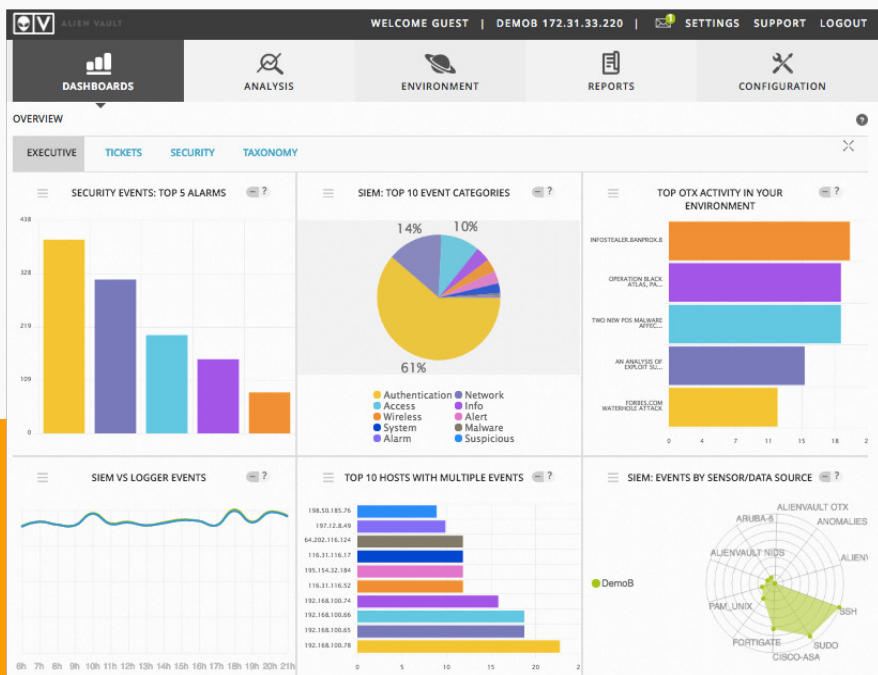 ALIEN VAULT
WELCOME GUEST | DEMOB 172.31.33.220 | 1 SETTINGS SUPPORT LOGOUT
DASHBOARDS ANALYSIS ENVIRONMENT REPORTS CONFIGURATION
OVERVIEW ?
EXECUTIVE TICKETS SECURITY TAXONOMY
SECURITY EVENTS: TOP 5 ALARMS ?
438
328
219
109
0
SIEM: TOP 10 EVENT CATEGORIES ?
14% 10%
61%
Authentication Network
Access Info
Wireless Alert
System Malware
Alarm Suspicious
TOP OTX ACTIVITY IN YOUR ?
ENVIRONMENT
INFOSTEALER.BANPROX.B
OPERATION BLACK
ATLAS, PA...
TWO NEW POS MALWARE
AFFEC...
AN ANALYSIS OF
EXPLOIT SU...
FORBES.COM
WATERHOLE ATTACK
0 4 7 11 15 18 2
SIEM VS LOGGER EVENTS ?
6h 7h 8h 9h 10h 11h 12h 13h 14h 15h 16h 17h 18h 19h 20h 21h
TOP 10 HOSTS WITH MULTIPLE EVENTS ?
198.50.185.76
197.12.8.49
64.202.116.124
116.31.116.17
195.154.32.184
116.31.116.52
192.168.100.74
192.168.100.66
192.168.100.65
192.168.100.78
0 5 10 15 20 2
SIEM: EVENTS BY SENSOR/DATA SOURCE ?
DemoB
ALIENVAULT OTX
ARUBA-6
ANOMALIES
ALIENVAULT NIDS
ALIENV
PAM_UNIX
SSH
FORTIGATE
SUDO
CISCO-ASA